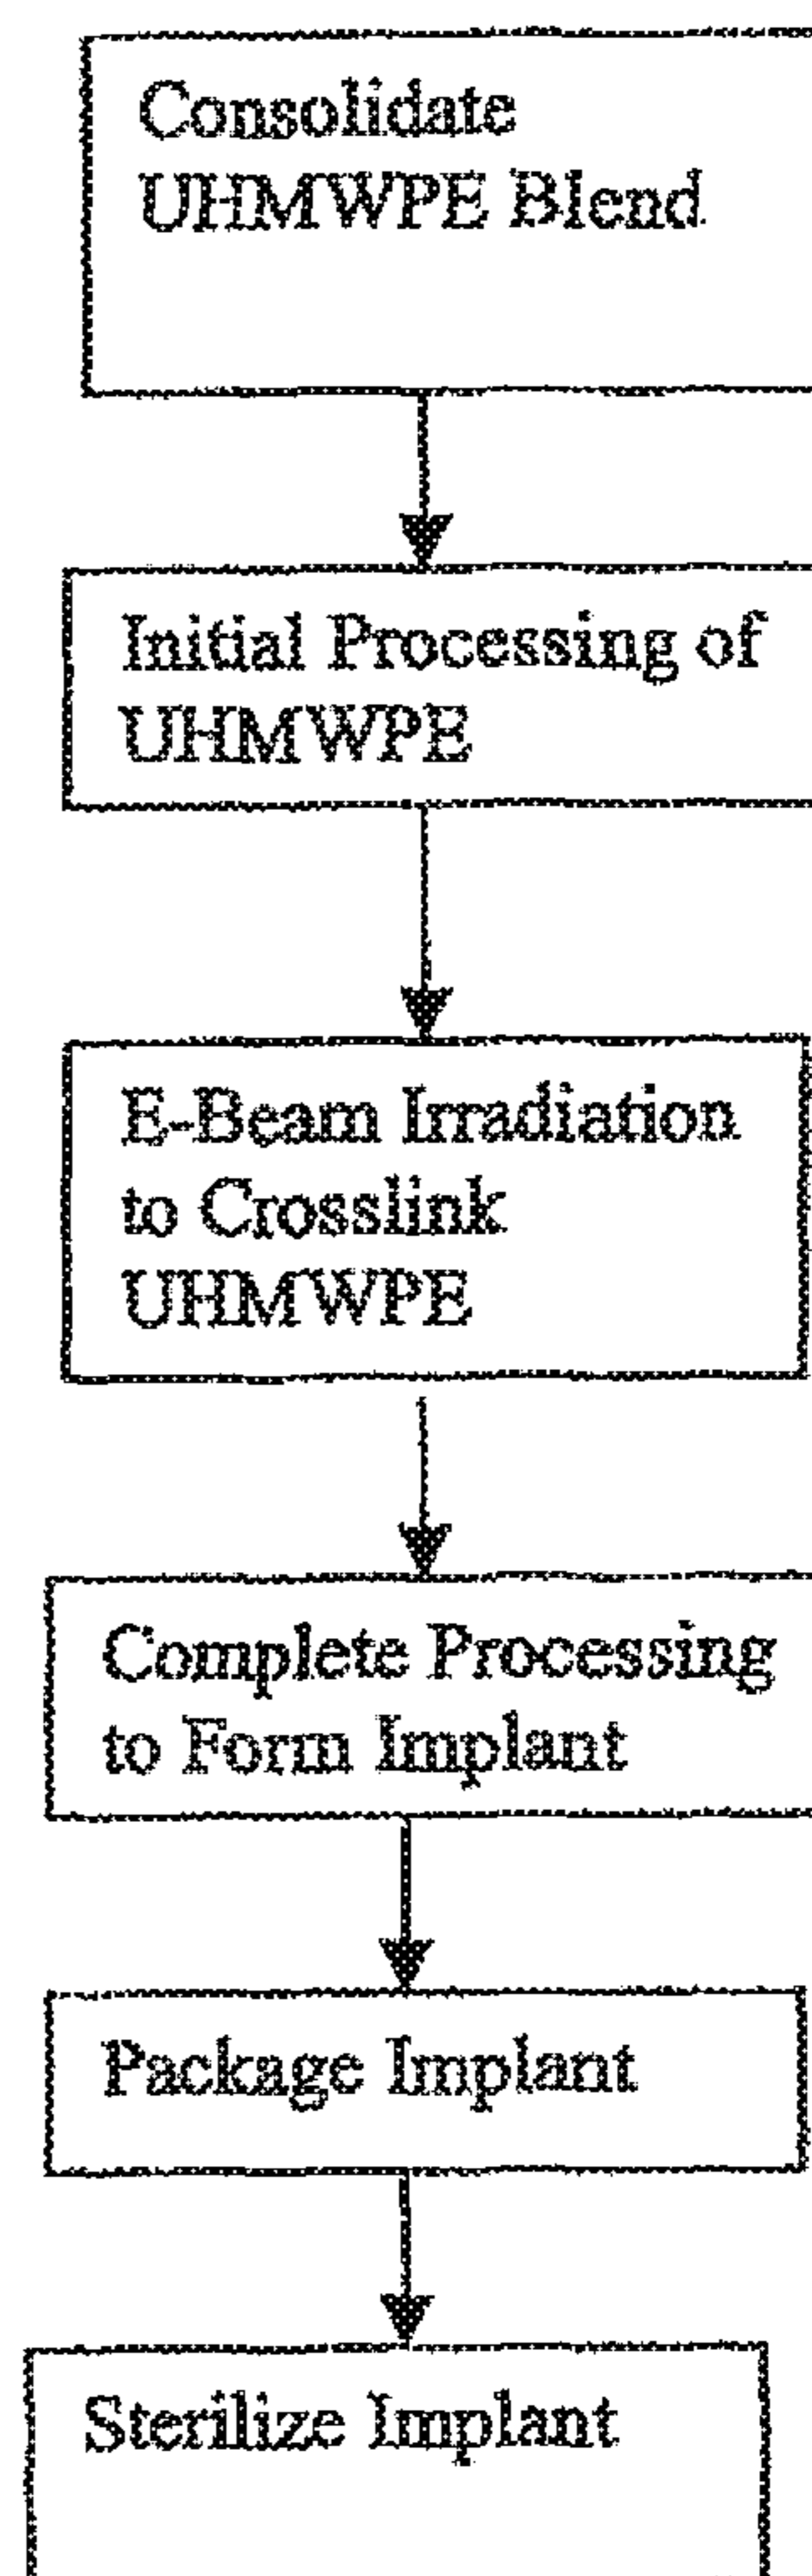 Consolidate
UHMWPE Blend
Initial Processing of
UHMWPE
E-Beam Irradiation
to Crosslink
UHMWPE
Complete Processing
to Form Implant
Package Implant
Sterilize Implant